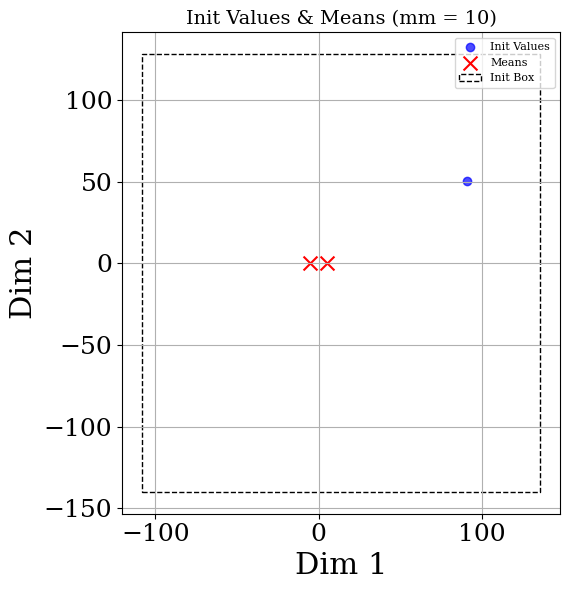 Init Values & Means (mm = 10)
Init Values
Means
Init Box
Dim 2
100
50
0
−50
−100
−150
−100
0
100
Dim 1